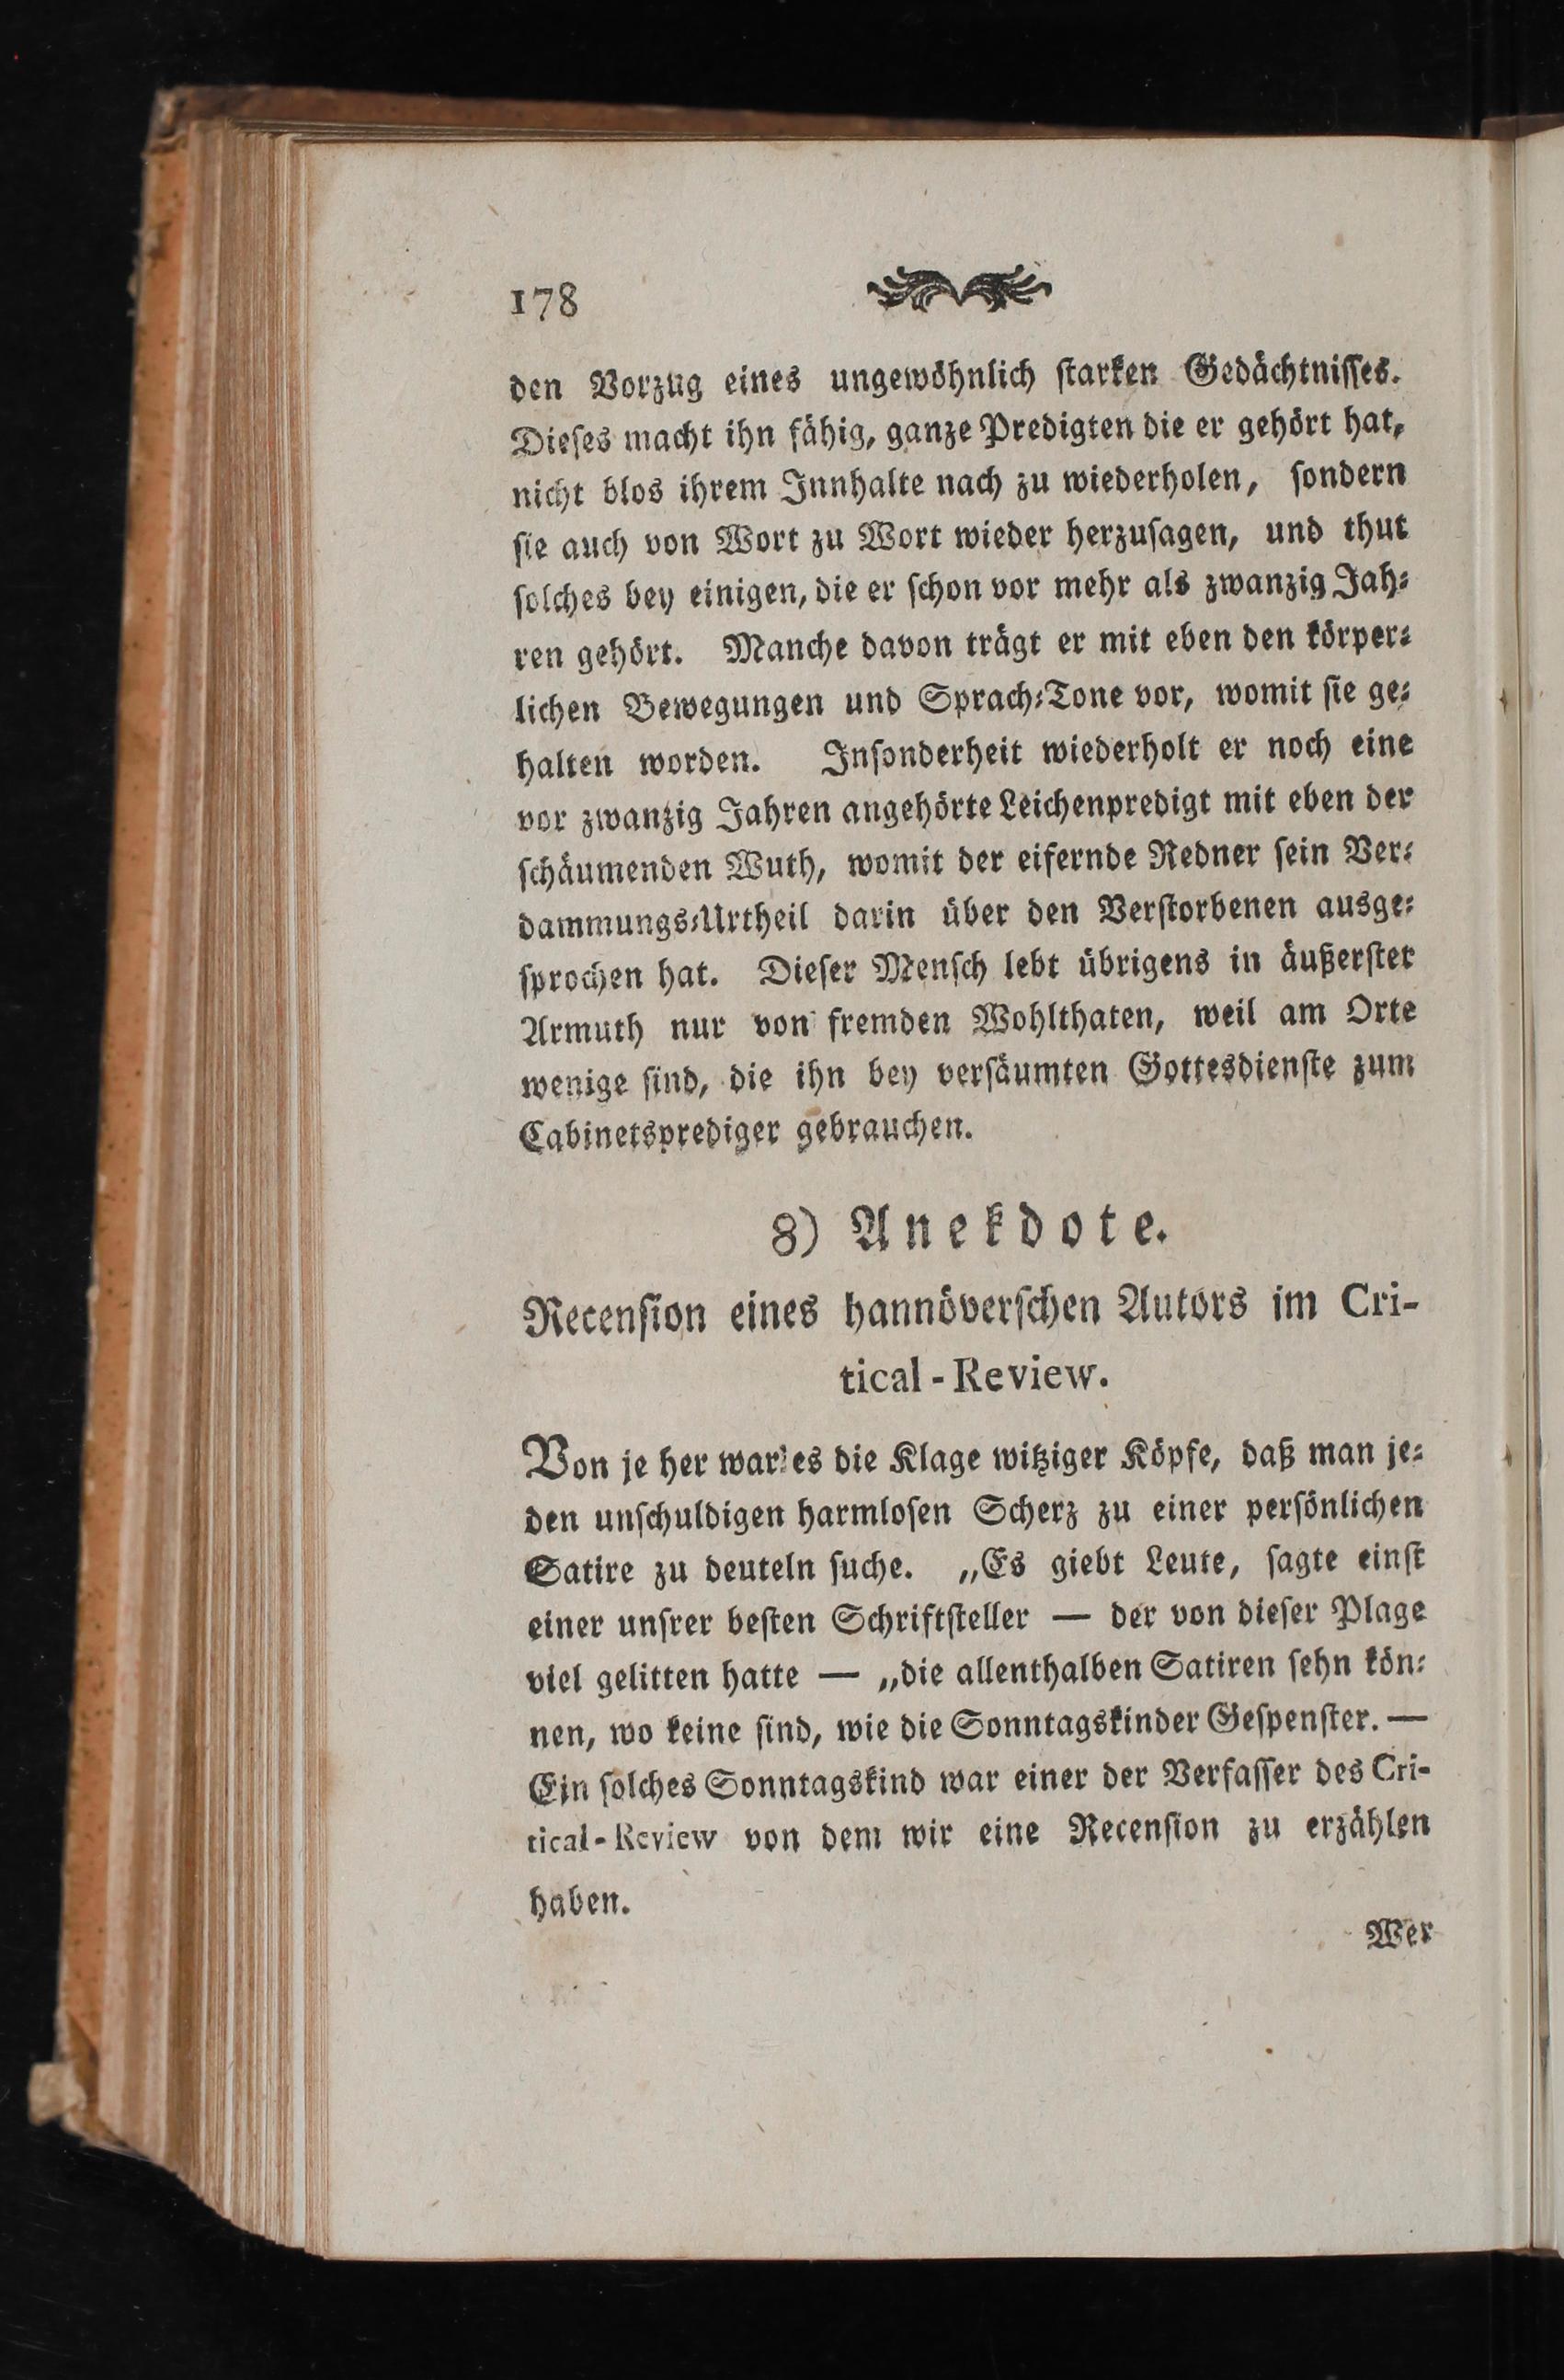 178
den Vorzug eines ungewöhnlich ſtarken Gedächtniſſes.
Dieſes macht ihn fähig, ganze Predigten die er gehört hat,
nicht blos ihrem Innhalte nach zu wiederholen, ſondern
ſie auch von Wort zu Wort wieder herzuſagen, und thut
ſolches bey einigen, die er ſchon vor mehr als zwanzig Jah⸗
ren gehört. Manche davon trägt er mit eben den körper⸗
lichen Bewegungen und Sprach⸗Tone vor, womit ſie ge⸗
halten worden. Inſonderheit wiederholt er noch eine
vor zwanzig Jahren angehörte Leichenpredigt mit eben der
ſchäumenden Wuth, womit der eifernde Redner ſein Ver⸗
dammungs⸗Urtheil darin über den Verſtorbenen ausge⸗
ſprochen hat. Dieſer Menſch lebt übrigens in äußerſter
Armuth nur von fremden Wohlthaten, weil am Orte
wenige ſind, die ihn bey verſäumten Gottesdienſte zum
Cabinetsprediger gebrauchen.
8) Anekdote.
Recenſion eines hannöverſchen Autors im Cri-
tical-Review.
Von je her war es die Klage witziger Köpfe, daß man je⸗
den unſchuldigen harmloſen Scherz zu einer perſönlichen
Satire zu deuteln ſuche. „Es giebt Leute, ſagte einſt
einer unſrer beſten Schriftſteller — der von dieſer Plage
viel gelitten hatte — „die allenthalben Satiren ſehn kön⸗
nen, wo keine ſind, wie die Sonntagskinder Geſpenſter. —
Ein ſolches Sonntagskind war einer der Verfaſſer des Cri-
tical-Review von dem wir eine Recenſion zu erzählen
haben.
Wer